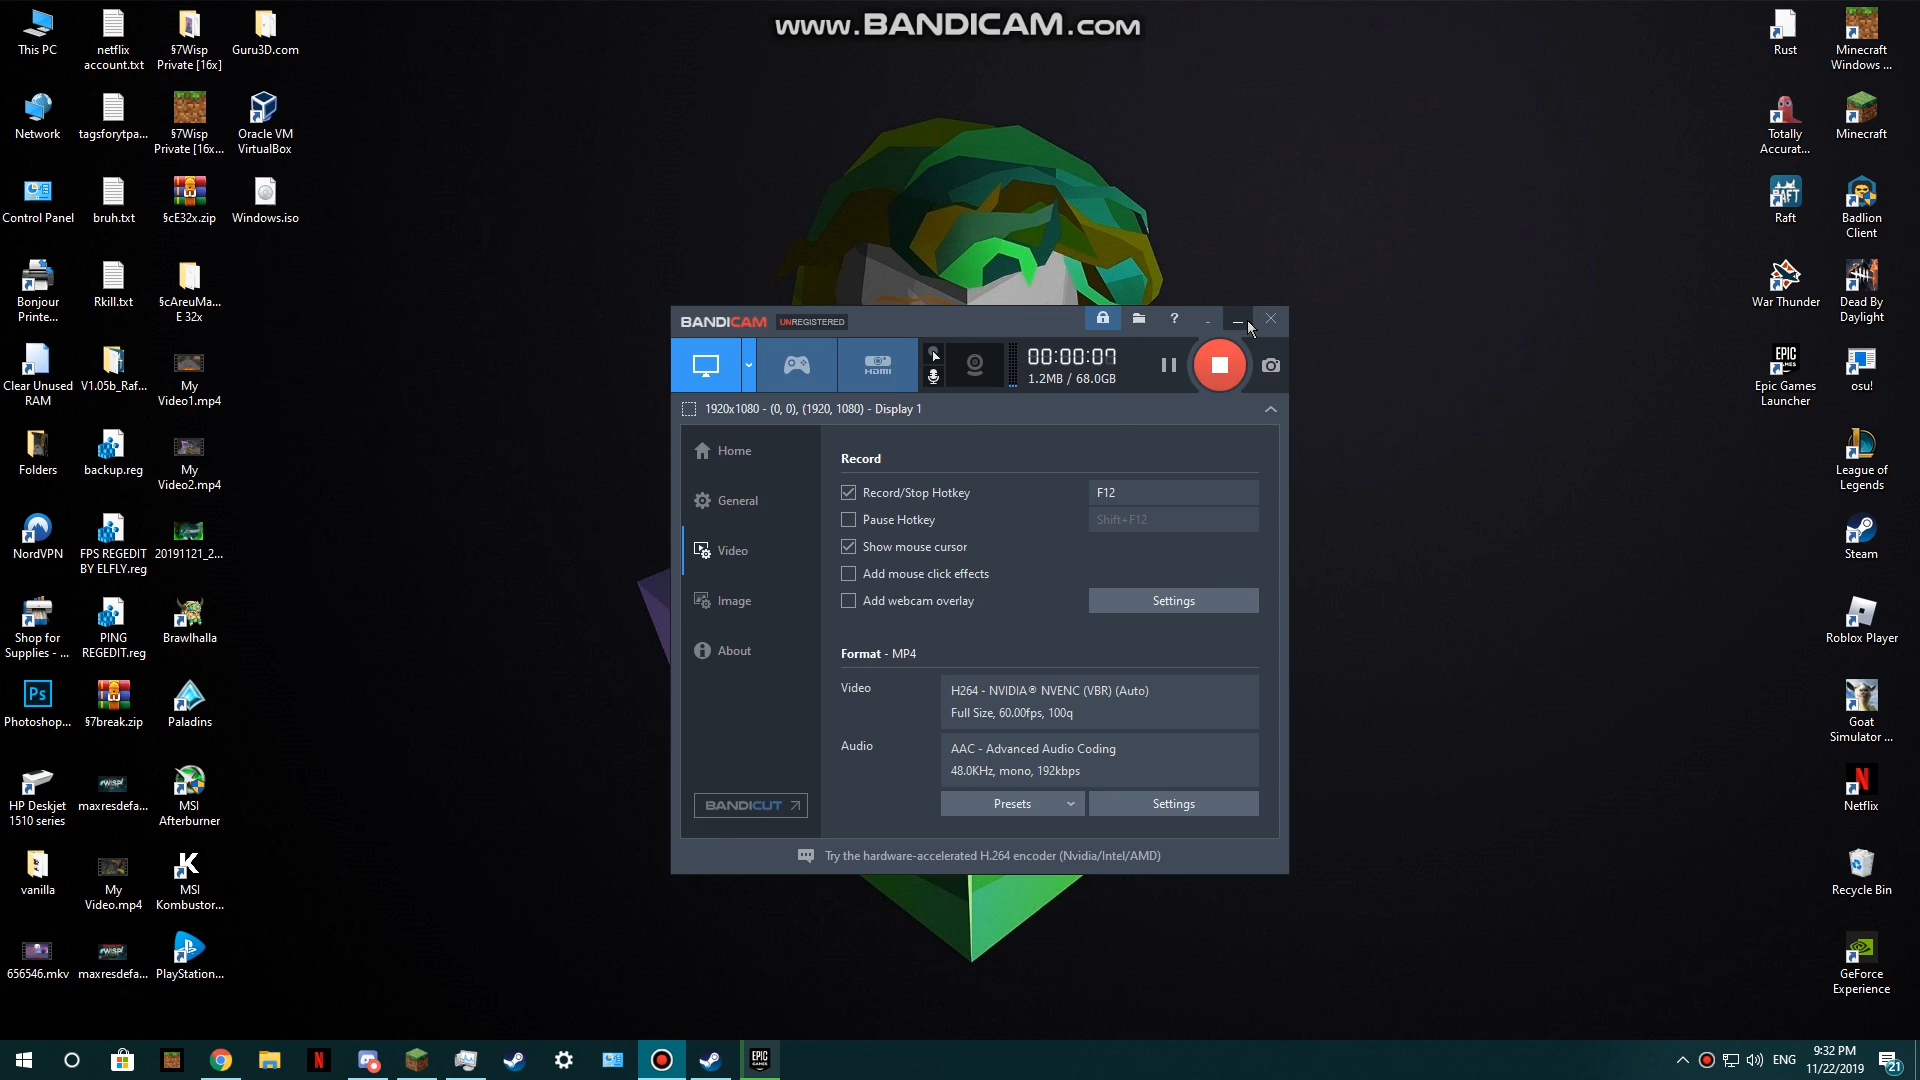 www.BANDICAM.com
This PC
netflix
account.txt
§7Wisp
Private [16x]
Guru3D.com
Network
tagsforytpa...
§7Wisp
Private [16x...
Oracle VM
VirtualBox
Control Panel
bruh.txt
§cE32x.zip
Windows.iso
Bonjour
Printe...
Rkill.txt
§cAreuMa...
E 32x
Clear Unused
RAM
V1.05b_Raf...
My
Video1.mp4
Folders
backup.reg
My
Video2.mp4
NordVPN
FPS REGEDIT
BY ELFLY.reg
20191121_2...
Shop for
Supplies - ...
PING
REGEDIT.reg
Brawlhalla
Ps
Photoshop...
§7break.zip
Paladins
HP Deskjet
1510 series
maxresdefa...
MSI
Afterburner
vanilla
My
Video.mp4
K
MSI
Kombustor...
656546.mkv
maxresdefa...
PlayStation...
BANDICAM UNREGISTERED
?
HDMI
00:00:07
1.2MB / 68.0GB
1920x1080 - (0, 0), (1920, 1080) - Display 1
Home
General
Video
Image
About
BANDICUT
Record
Record/Stop Hotkey
F12
Pause Hotkey
Shift+F12
Show mouse cursor
Add mouse click effects
Add webcam overlay
Settings
Format - MP4
Video
H264 - NVIDIA® NVENC (VBR) (Auto)
Full Size, 60.00fps, 100q
Audio
AAC - Advanced Audio Coding
48.0KHz, mono, 192kbps
Presets
Settings
Try the hardware-accelerated H.264 encoder (Nvidia/Intel/AMD)
Rust
Minecraft
Windows ...
Totally
Accurat...
Minecraft
RAFT
Raft
Badlion
Client
War Thunder
Dead By
Daylight
EPIC
GAMES
Epic Games
Launcher
osu!
League of
Legends
Steam
Roblox Player
Goat
Simulator ...
N
Netflix
Recycle Bin
GeForce
Experience
N
EPIC
GAMES
ENG
9:32 PM
11/22/2019
21